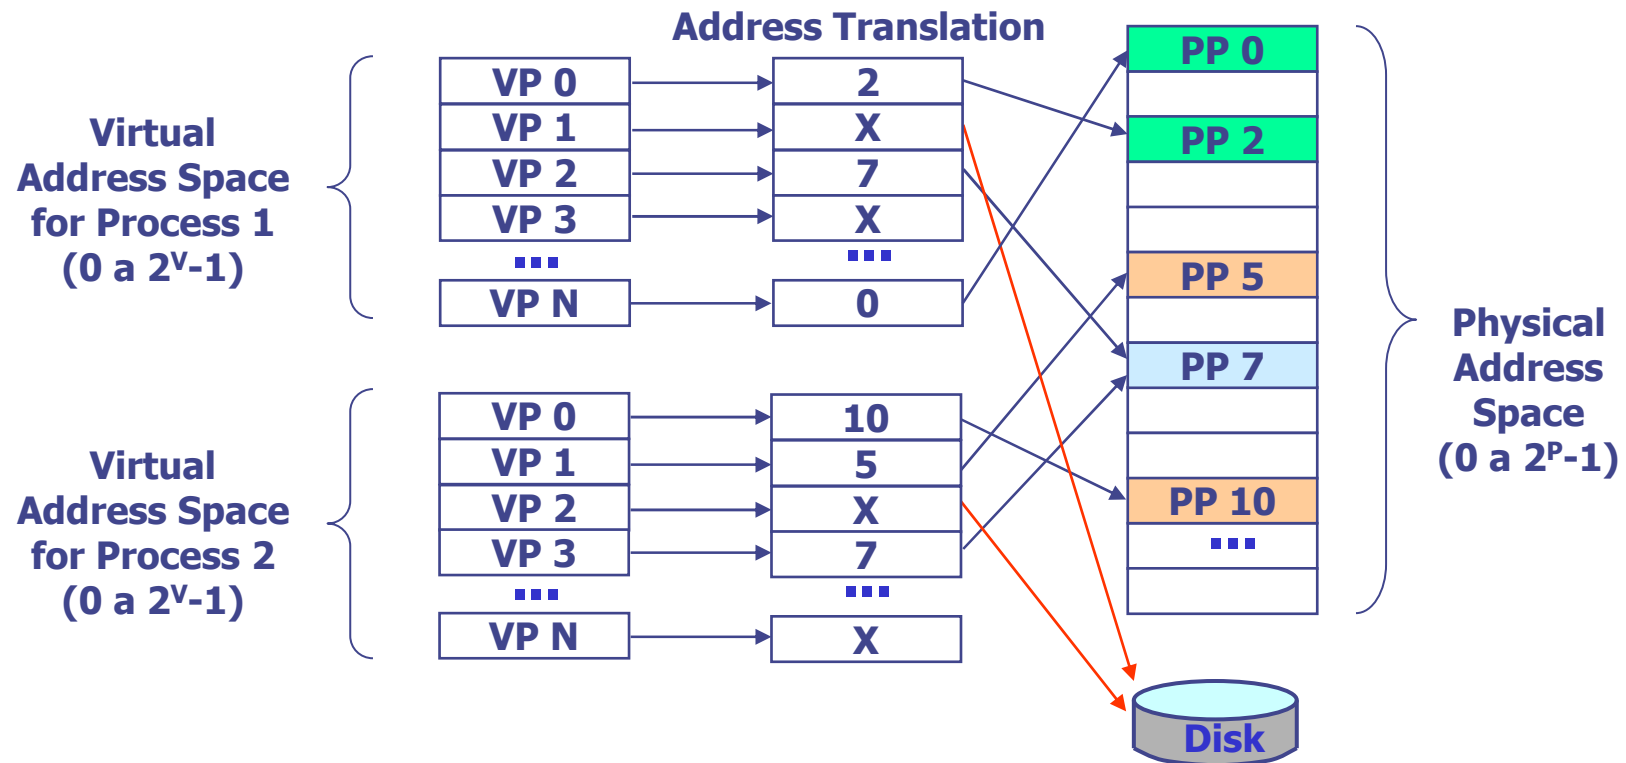 Address Translation
Virtual
Address Space
for Process 1
(0 a 2ⱽ-1)
VP 0
VP 1
VP 2
VP 3
...
VP N
2
X
7
X
...
0
Virtual
Address Space
for Process 2
(0 a 2ⱽ-1)
VP 0
VP 1
VP 2
VP 3
...
VP N
10
5
X
7
...
X
PP 0
PP 2
PP 5
PP 7
PP 10
...
Physical
Address
Space
(0 a 2ᴾ-1)
Disk